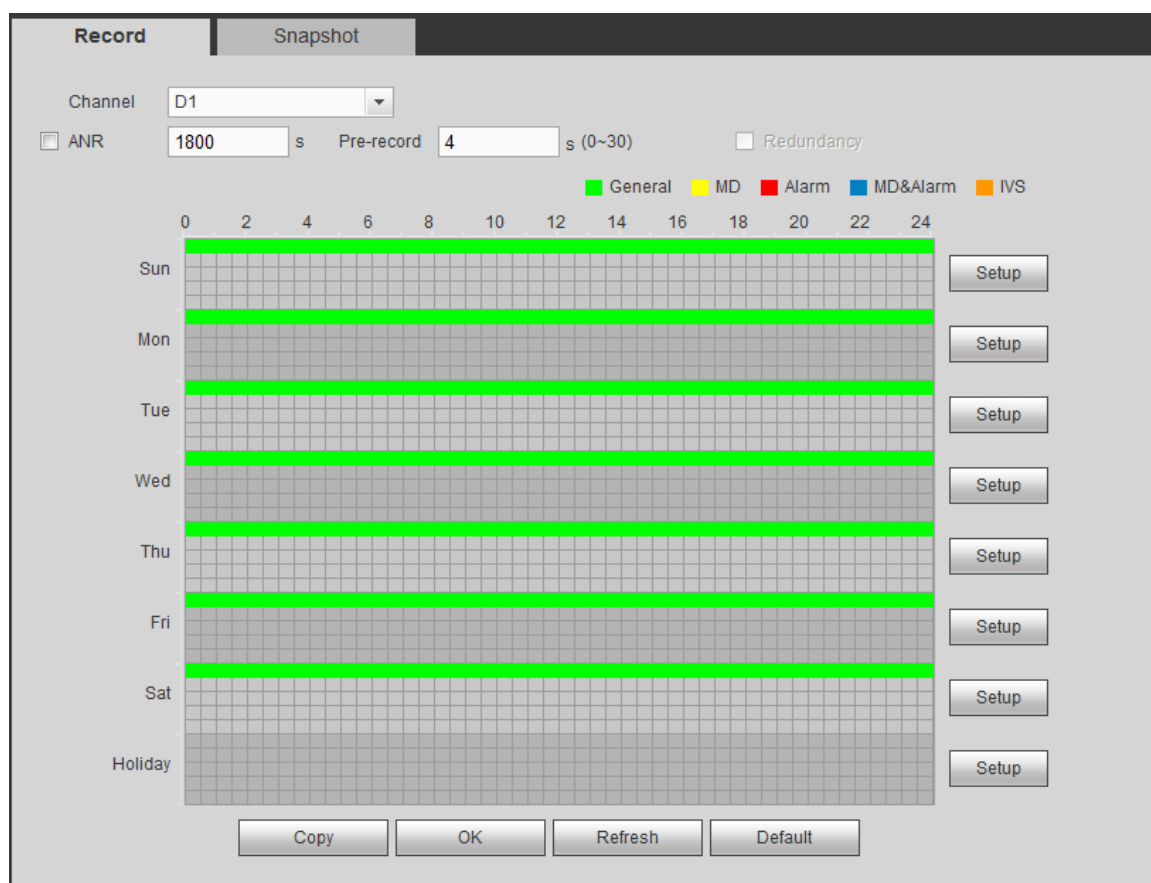 Record Snapshot
Channel D1
ANR 1800 s Pre-record 4 s (0~30) Redundancy
General MD Alarm MD&Alarm IVS
0 2 4 6 8 10 12 14 16 18 20 22 24
Sun Setup
Mon Setup
Tue Setup
Wed Setup
Thu Setup
Fri Setup
Sat Setup
Holiday Setup
Copy OK Refresh Default